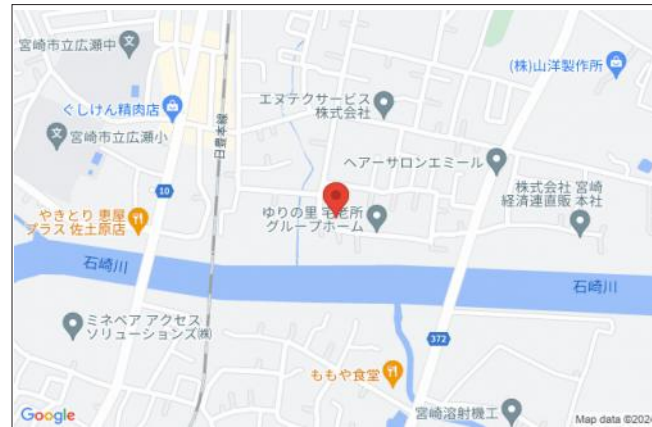 宮崎市立広瀬中
(株)山洋製作所
エヌテクサービス
株式会社
ぐしけん精肉店
日豊本線
宮崎市立広瀬小
ヘアーサロンエミール
10
株式会社 宮崎
経済連直販 本社
やきとり 恵屋
プラス 佐土原店
ゆりの里 宅老所
グループホーム
石崎川
石崎川
ミネベア アクセス
ソリューションズ㈱
372
ももや食堂
宮崎溶射機工
Google
Map data ©2024